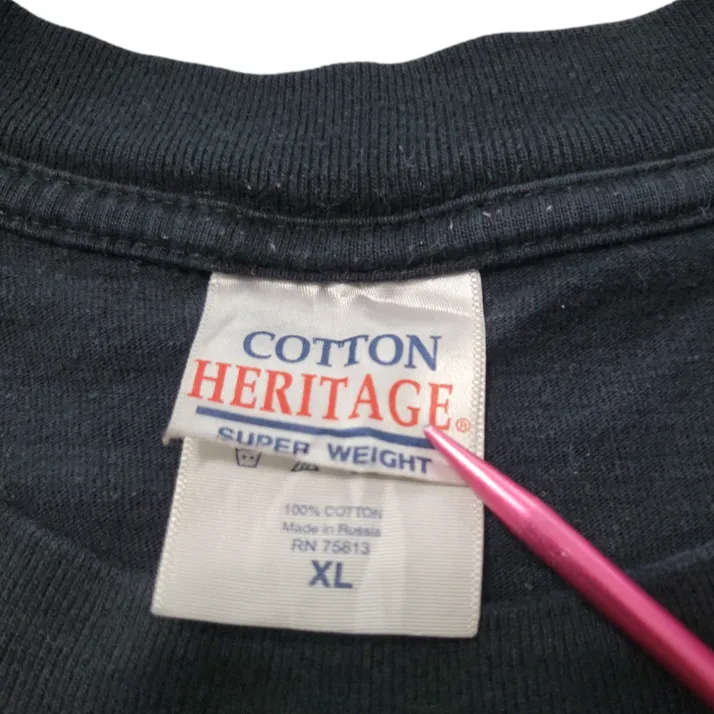 COTTON
HERITAGE®
SUPER WEIGHT
100% COTTON
Made in Russia
RN 75813
XL